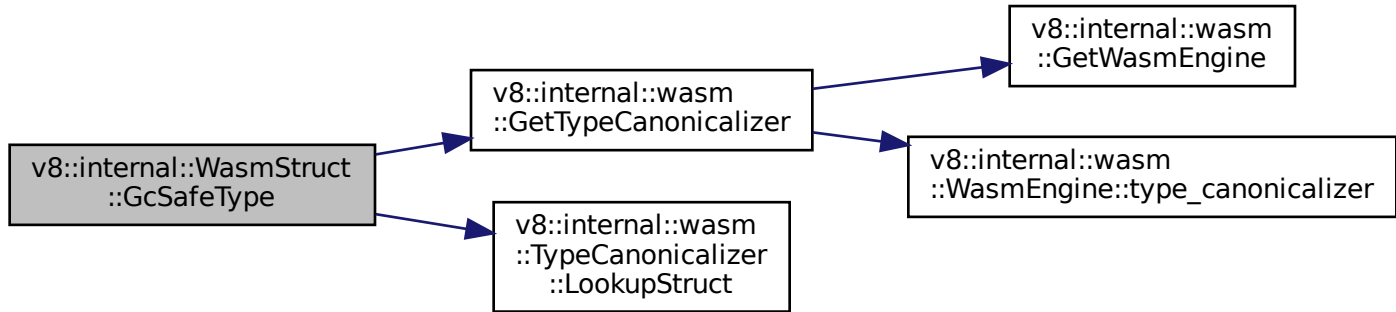 v8::internal::WasmStruct
::GcSafeType
v8::internal::wasm
::GetTypeCanonicalizer
v8::internal::wasm
::GetWasmEngine
v8::internal::wasm
::WasmEngine::type_canonicalizer
v8::internal::wasm
::TypeCanonicalizer
::LookupStruct